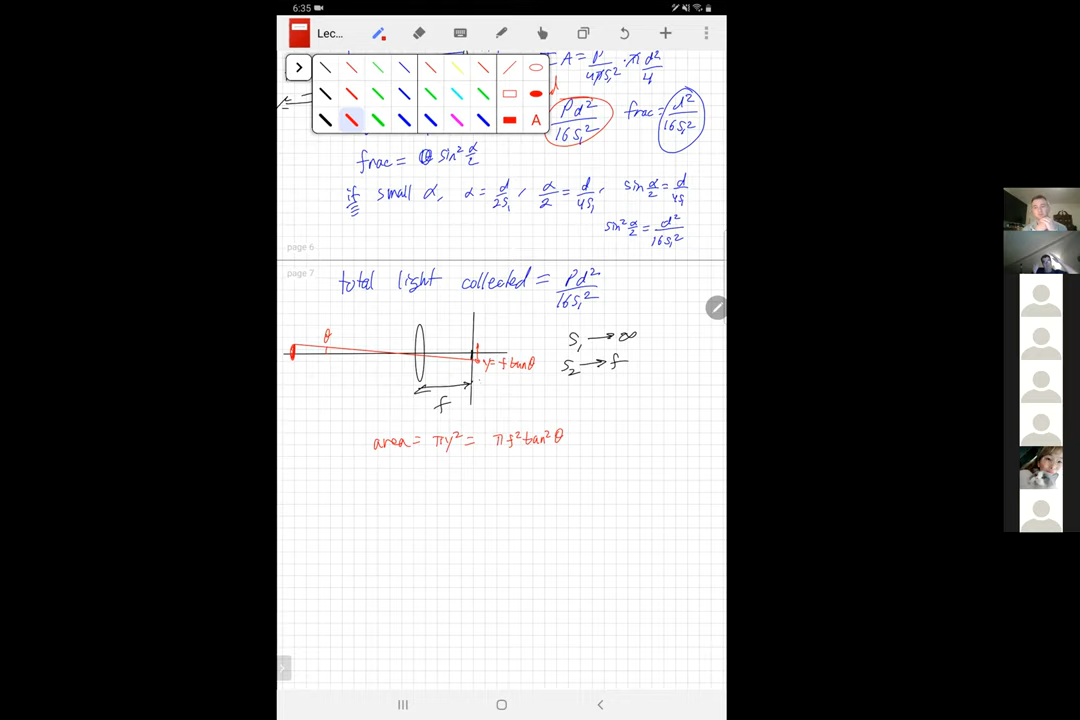 6:35
Lec...
A = P/4πs₁² · πd²/4
A
d
Pd²/16s₁²
frac = d²/16s₁²
frac = sin² α/2
if small α, α = d/2s₁, α/2 = d/4s₁, sin α/2 = d/4s₁
sin² α/2 = d²/16s₁²
page 6
page 7
total light collected = Pd²/16s₁²
θ
s₁ → ∞
y = f tanθ
s₂ → f
f
area = πy² = πf² tan² θ